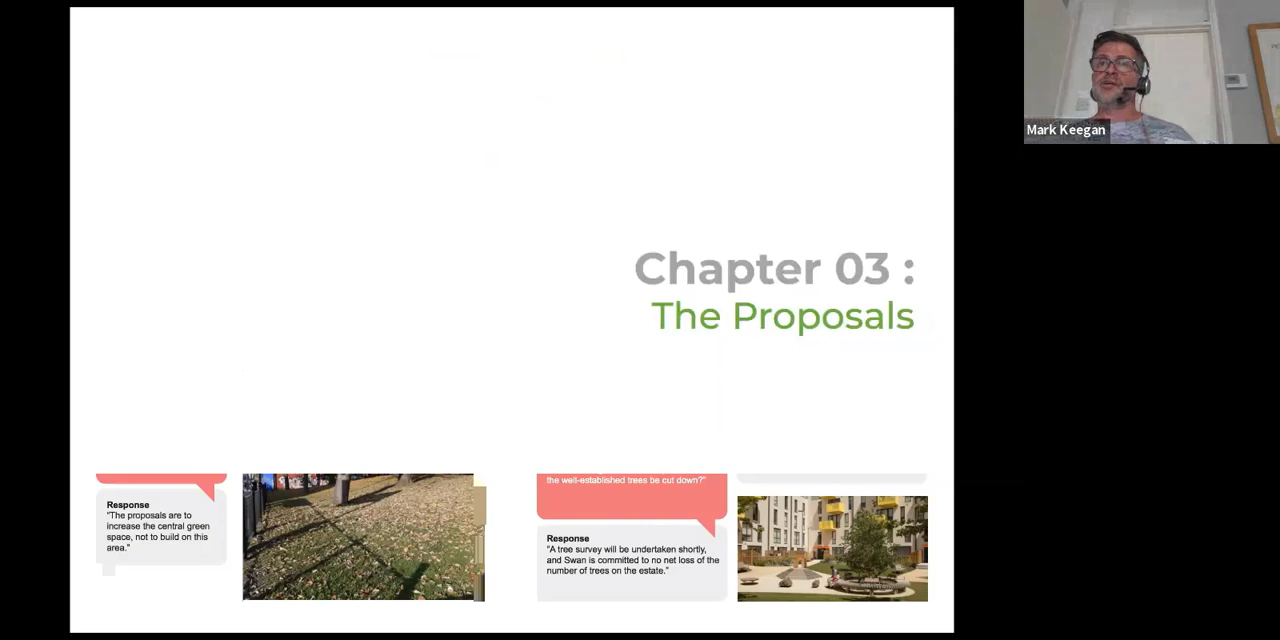 Mark Keegan
Chapter 03 :
The Proposals
Response
"The proposals are to
increase the central green
space, not to build on this
area."
the well-established trees be cut down?"
Response
"A tree survey will be undertaken shortly,
and Swan is committed to no net loss of the
number of trees on the estate."